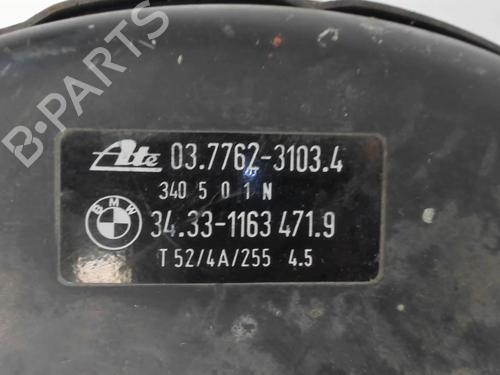 B-PARTS
Ate 03.7762-3103.4
340 5 0 1 N
BMW 34.33-1163 471.9
T 52/4A/255 4.5